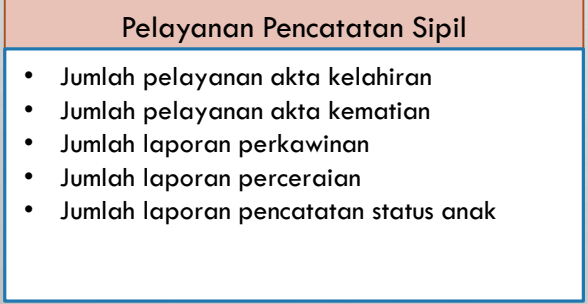 Pelayanan Pencatatan Sipil
• Jumlah pelayanan akta kelahiran
• Jumlah pelayanan akta kematian
• Jumlah laporan perkawinan
• Jumlah laporan perceraian
• Jumlah laporan pencatatan status anak